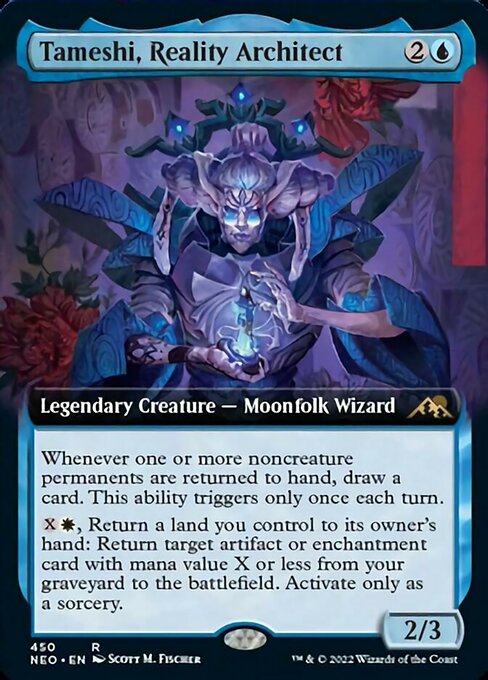 Tameshi, Reality Architect 2
Legendary Creature — Moonfolk Wizard
Whenever one or more noncreature
permanents are returned to hand, draw a
card. This ability triggers only once each turn.
X, Return a land you control to its owner's
hand: Return target artifact or enchantment
card with mana value X or less from your
graveyard to the battlefield. Activate only as
a sorcery.
2/3
450 R
NEO • EN Scott M. Fischer
™ & © 2022 Wizards of the Coast